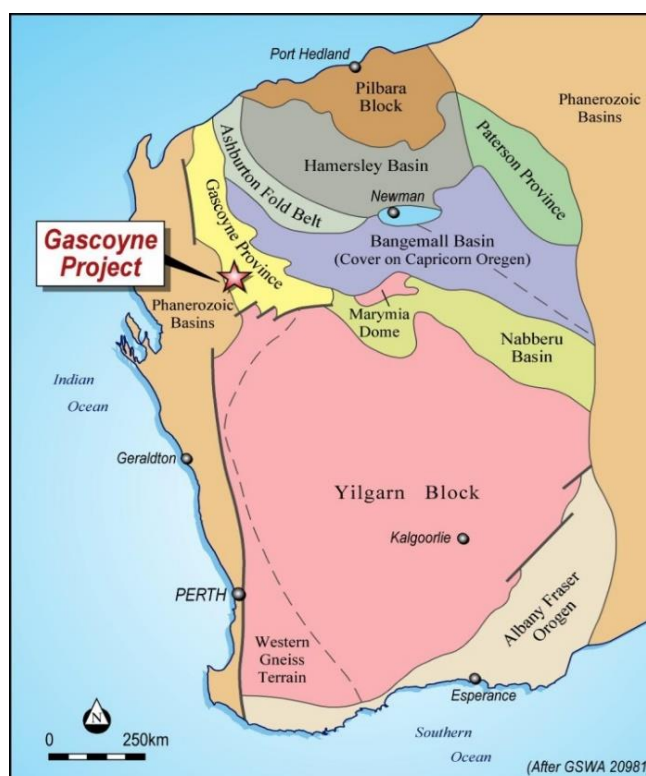 Port Hedland
Pilbara
Block
Phanerozoic
Basins
Paterson Province
Ashburton Fold Belt
Hamersley Basin
Newman
Gascoyne Province
Gascoyne
Project
Bangemall Basin
(Cover on Capricorn Oregen)
Phanerozoic
Basins
Marymia
Dome
Nabberu
Basin
Indian
Ocean
Geraldton
Yilgarn Block
Kalgoorlie
PERTH
Albany Fraser
Orogen
Western
Gneiss
Terrain
Esperance
N
0 250km
Southern
Ocean
(After GSWA 20981